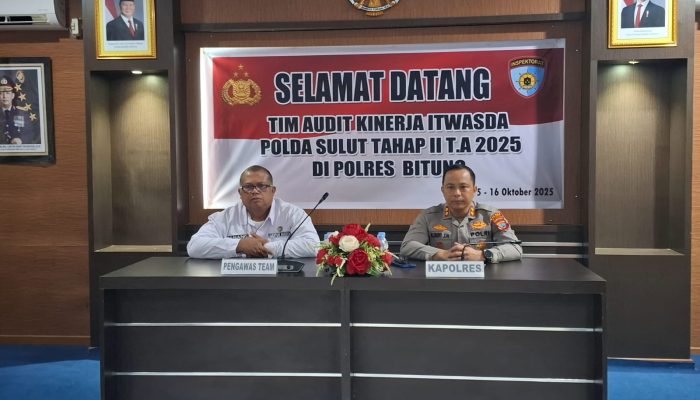 SELAMAT DATANG
INSPEKTORAT
TIM AUDIT KINERJA ITWASDA
POLDA SULUT TAHAP II T.A 2025
DI POLRES BITUNG
5 - 16 Oktober 2025
PENGAWAS TEAM
KAPOLRES
POLRI